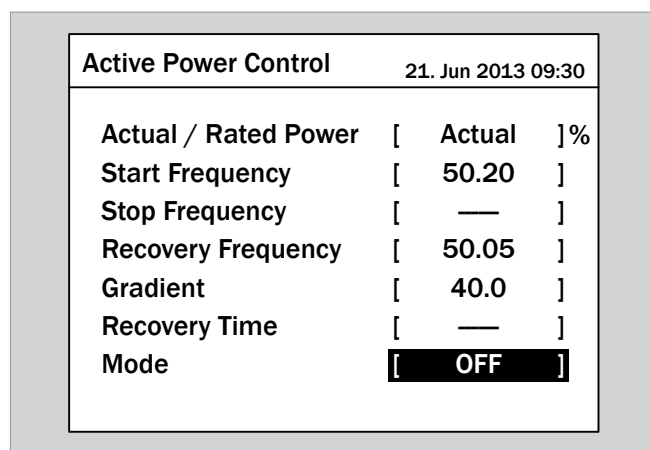 Active Power Control 21. Jun 2013 09:30
Actual / Rated Power [ Actual ]%
Start Frequency [ 50.20 ]
Stop Frequency [ —— ]
Recovery Frequency [ 50.05 ]
Gradient [ 40.0 ]
Recovery Time [ —— ]
Mode [ OFF ]